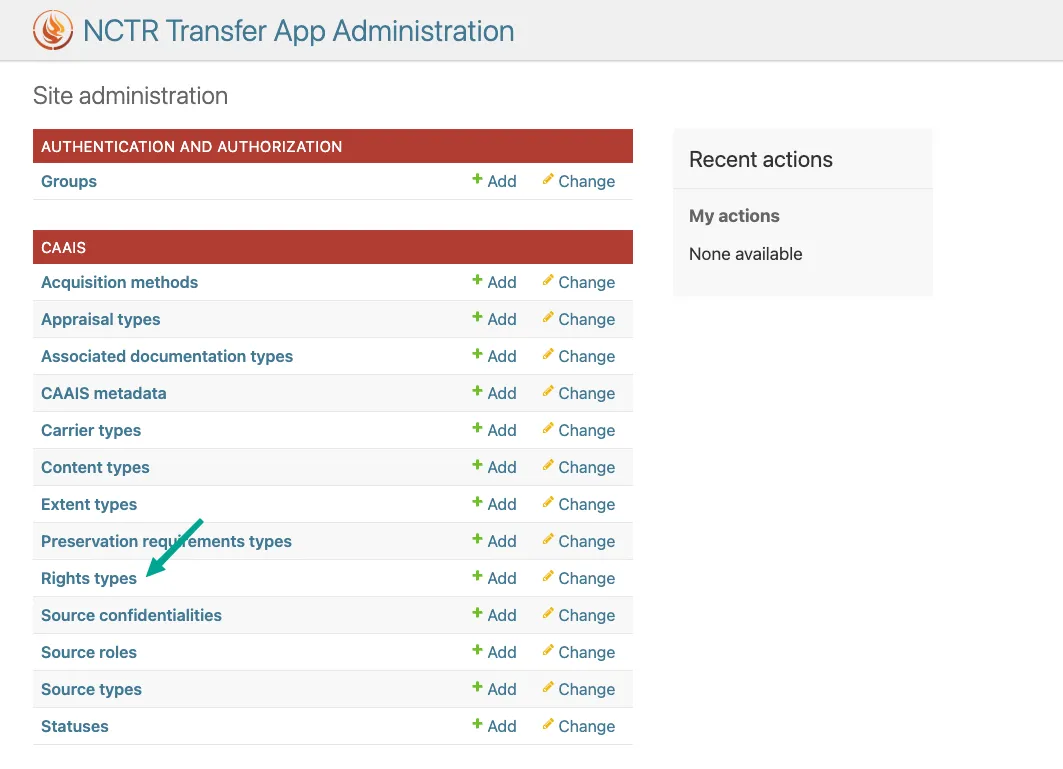 NCTR Transfer App Administration
Site administration
AUTHENTICATION AND AUTHORIZATION
Groups Add Change
CAAIS
Acquisition methods Add Change
Appraisal types Add Change
Associated documentation types Add Change
CAAIS metadata Add Change
Carrier types Add Change
Content types Add Change
Extent types Add Change
Preservation requirements types Add Change
Rights types Add Change
Source confidentialities Add Change
Source roles Add Change
Source types Add Change
Statuses Add Change
Recent actions
My actions
None available